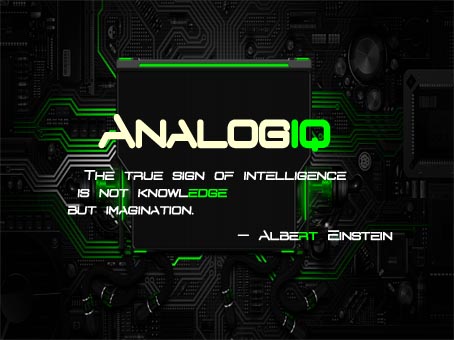 ANALOGIQ
The true sign of intelligence
is not knowledge
but imagination.
– Albert Einstein